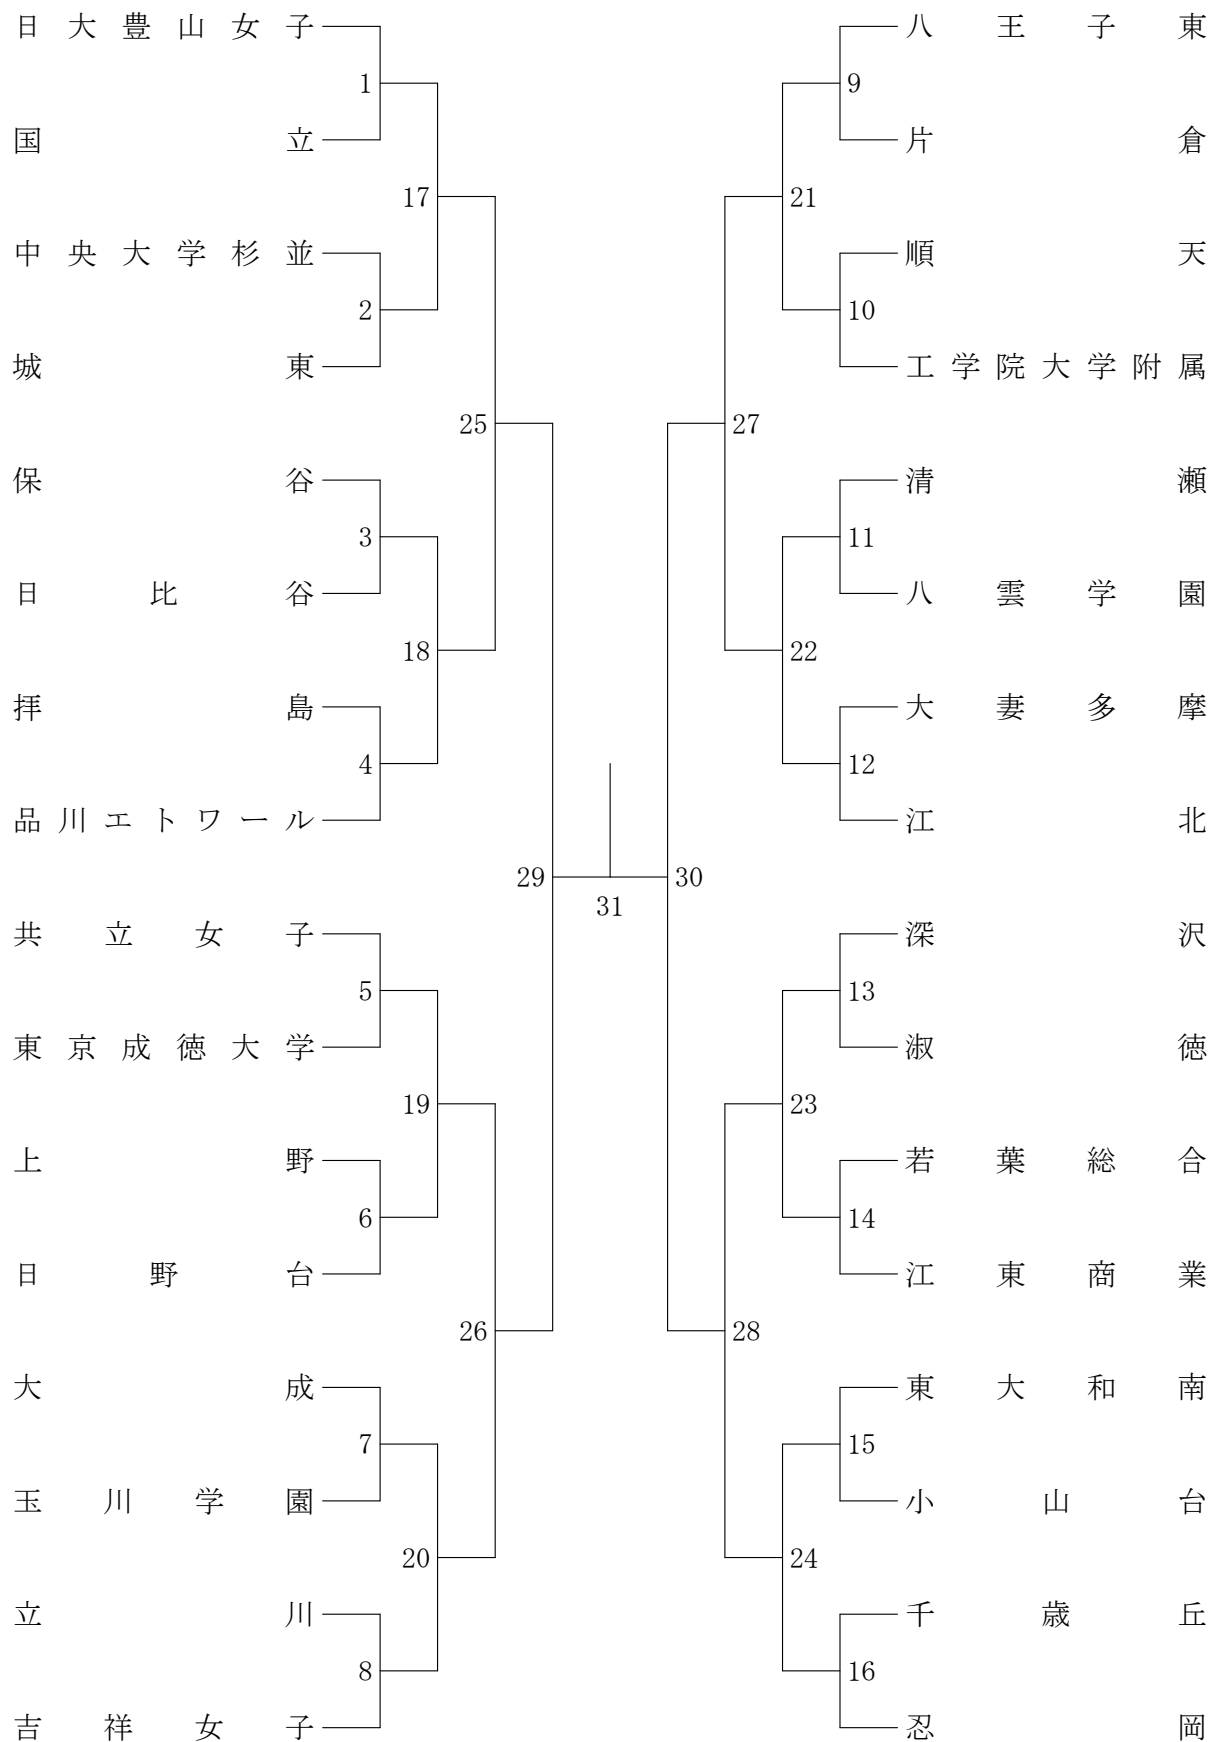 日大豊山女子
1
国立
17
中央大学杉並
2
城東
25
保谷
3
日比谷
18
拝島
4
品川エトワール
29
共立女子
5
東京成徳大学
19
上野
6
日野台
26
大成
7
玉川学園
20
立川
8
吉祥女子
31
八王子東
9
片倉
21
順天
10
工学院大学附属
27
清瀬
11
八雲学園
22
大妻多摩
12
江北
30
深沢
13
淑徳
23
若葉総合
14
江東商業
28
東大和南
15
小山台
24
千歳丘
16
忍岡